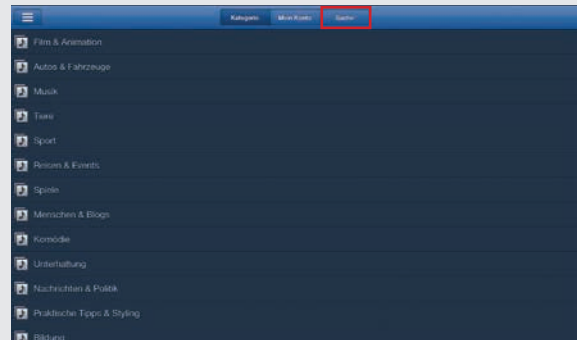 Kategorie Mein Konto Suche
Film & Animation
Autos & Fahrzeuge
Musik
Tiere
Sport
Reisen & Events
Spiele
Menschen & Blogs
Komödie
Unterhaltung
Nachrichten & Politik
Praktische Tipps & Styling
Bildung